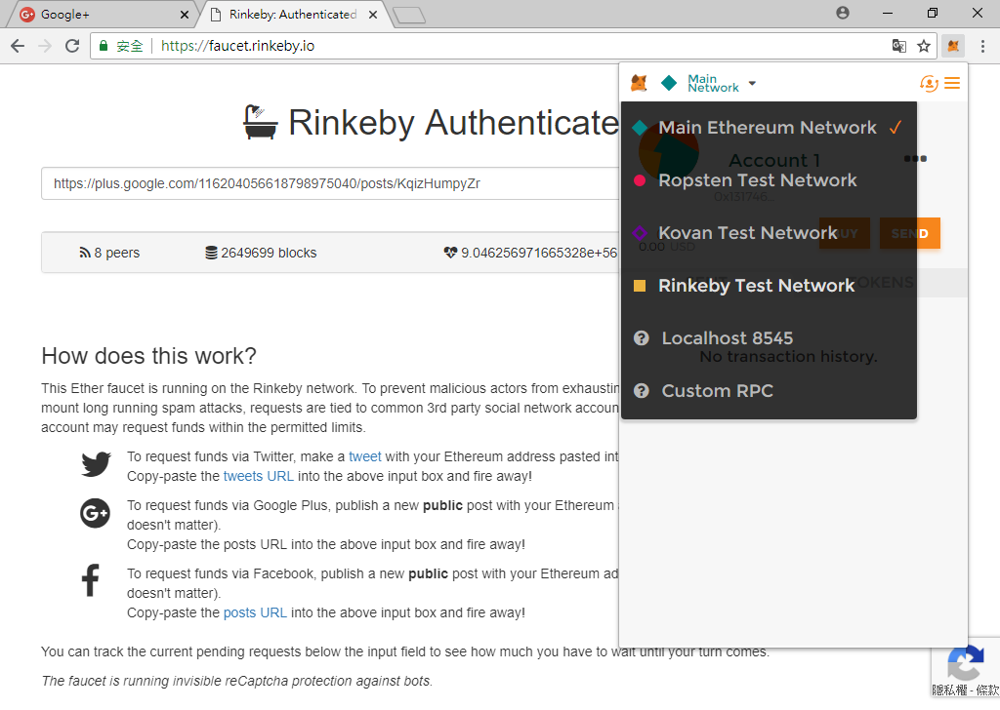 Google+
Rinkeby: Authenticated
安全
https://faucet.rinkeby.io
Main
Network
Rinkeby Authenticate
Main Ethereum Network
Account 1
Ropsten Test Network
0x131746...
https://plus.google.com/116204056618798975040/posts/KqizHumpyZr
Kovan Test Network
BUY
SEND
0.00 USD
8 peers
2649699 blocks
9.046256971665328e+56
Rinkeby Test Network
TOKENS
Localhost 8545
No transaction history.
Custom RPC
How does this work?
This Ether faucet is running on the Rinkeby network. To prevent malicious actors from exhaustin
mount long running spam attacks, requests are tied to common 3rd party social network accoun
account may request funds within the permitted limits.
To request funds via Twitter, make a tweet with your Ethereum address pasted int
Copy-paste the tweets URL into the above input box and fire away!
To request funds via Google Plus, publish a new public post with your Ethereum a
doesn't matter).
Copy-paste the posts URL into the above input box and fire away!
To request funds via Facebook, publish a new public post with your Ethereum ad
doesn't matter).
Copy-paste the posts URL into the above input box and fire away!
You can track the current pending requests below the input field to see how much you have to wait until your turn comes.
The faucet is running invisible reCaptcha protection against bots.
隱私權 - 條款